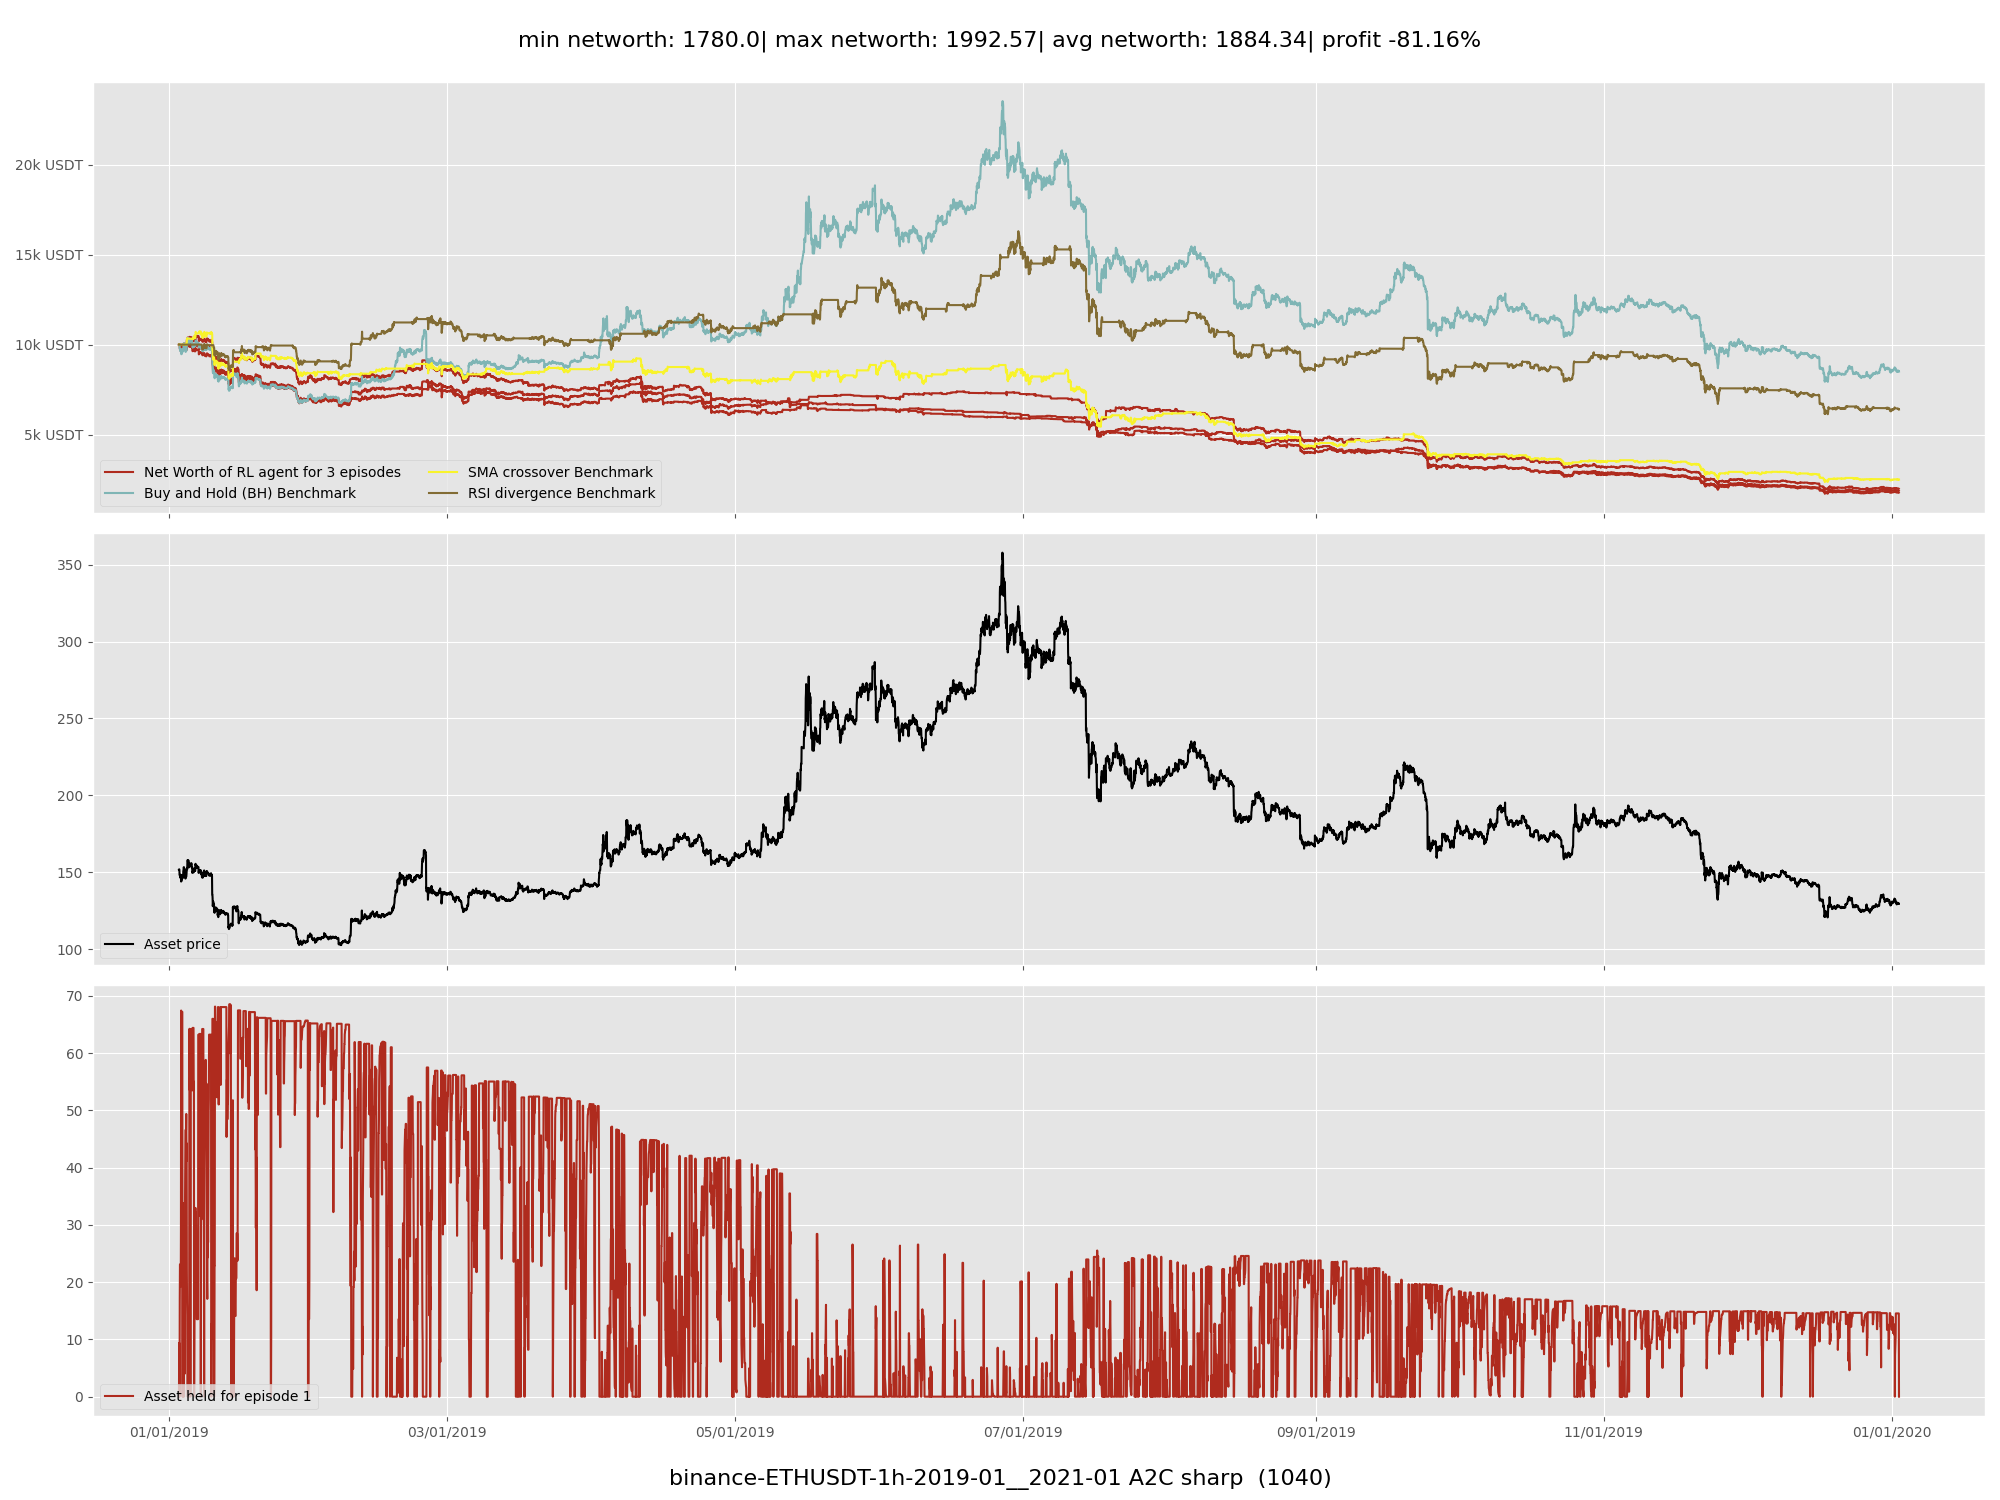 min networth: 1780.0| max networth: 1992.57| avg networth: 1884.34| profit -81.16%
20k USDT
15k USDT
10k USDT
5k USDT
Net Worth of RL agent for 3 episodes
Buy and Hold (BH) Benchmark
SMA crossover Benchmark
RSI divergence Benchmark
350
300
250
200
150
100
Asset price
70
60
50
40
30
20
10
0
Asset held for episode 1
01/01/2019 03/01/2019 05/01/2019 07/01/2019 09/01/2019 11/01/2019 01/01/2020
binance-ETHUSDT-1h-2019-01__2021-01 A2C sharp (1040)